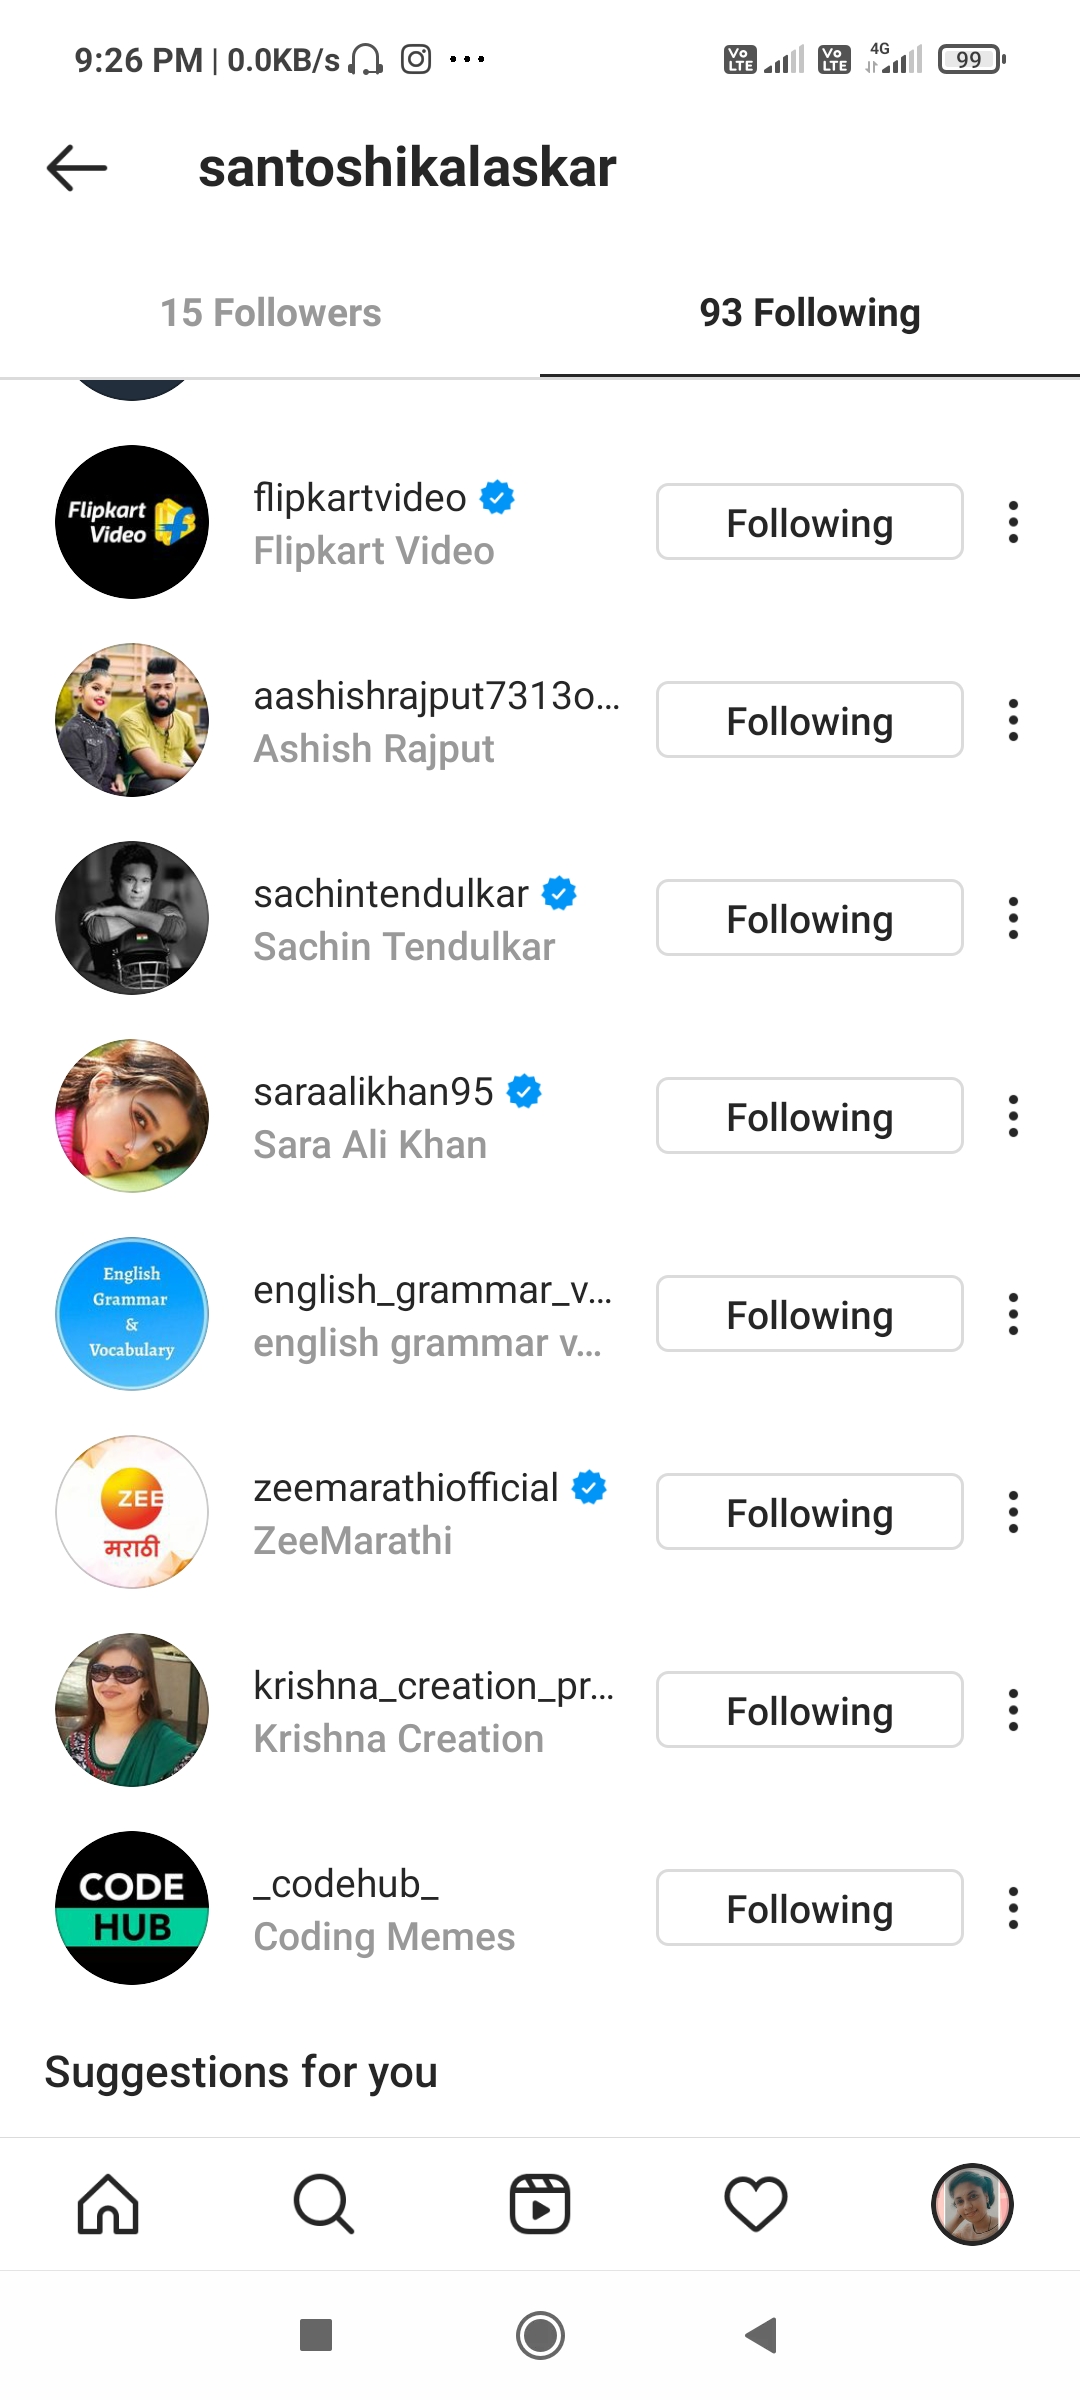 9:26 PM | 0.0KB/s ...
Vo LTE Vo LTE 4G 99
santoshikalaskar
15 Followers 93 Following
Flipkart Video
flipkartvideo Following
Flipkart Video
aashishrajput7313o... Following
Ashish Rajput
sachintendulkar Following
Sachin Tendulkar
saraalikhan95 Following
Sara Ali Khan
English
Grammar
&
Vocabulary
english_grammar_v... Following
english grammar v...
ZEE
मराठी
zeemarathiofficial Following
ZeeMarathi
krishna_creation_pr... Following
Krishna Creation
CODE
HUB
_codehub_ Following
Coding Memes
Suggestions for you